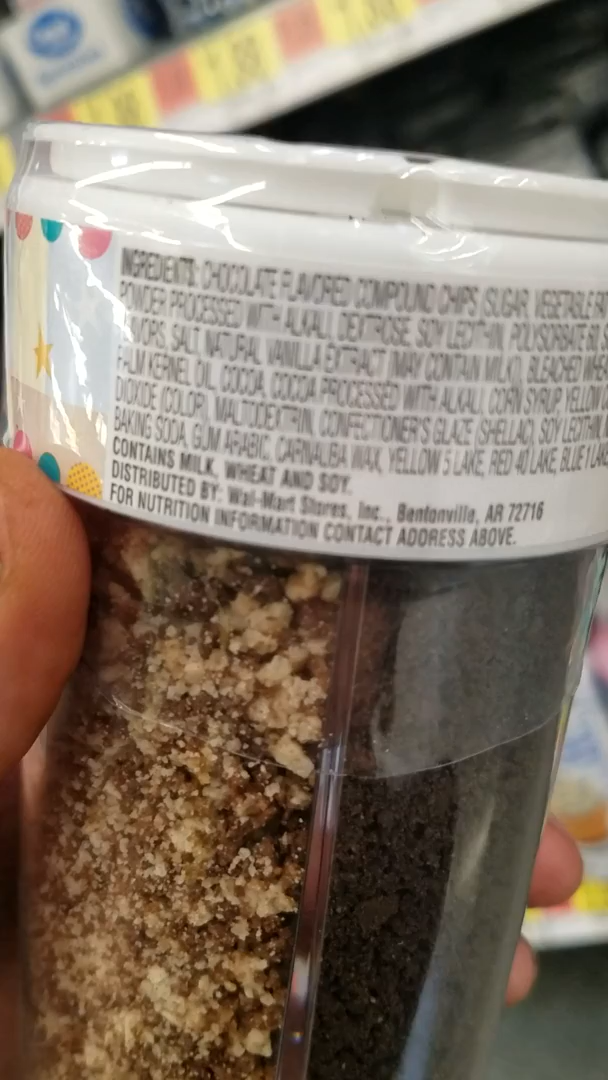 INGREDIENTS: CHOCOLATE FLAVORED COMPOUND CHIPS SUGAR, VEGETABLE
POWDER PROCESSED WITH ALKALI, DEXTROSE, SOY LECITHIN, POLYSORBATE
SALT, NATURAL VANILLA EXTRACT (MAY CONTAIN MILK), BLEACHED
PALM KERNEL OIL, COCOA, COCOA PROCESSED WITH ALKALI, CORN SYRUP, YELLOW
DIOXIDE COLOR), MALTODEXTRIN, CONFECTIONER'S GLAZE (SHELLAC), SOY LECITHIN,
BAKING SODA, GUM ARABIC, CARNAUBA WAX, YELLOW 5 LAKE, RED 40 LAKE, BLUE 1 LAKE
CONTAINS MILK, WHEAT AND SOY.
DISTRIBUTED BY: Wal-Mart Stores, Inc., Bentonville, AR 72716
FOR NUTRITION INFORMATION CONTACT ADDRESS ABOVE.